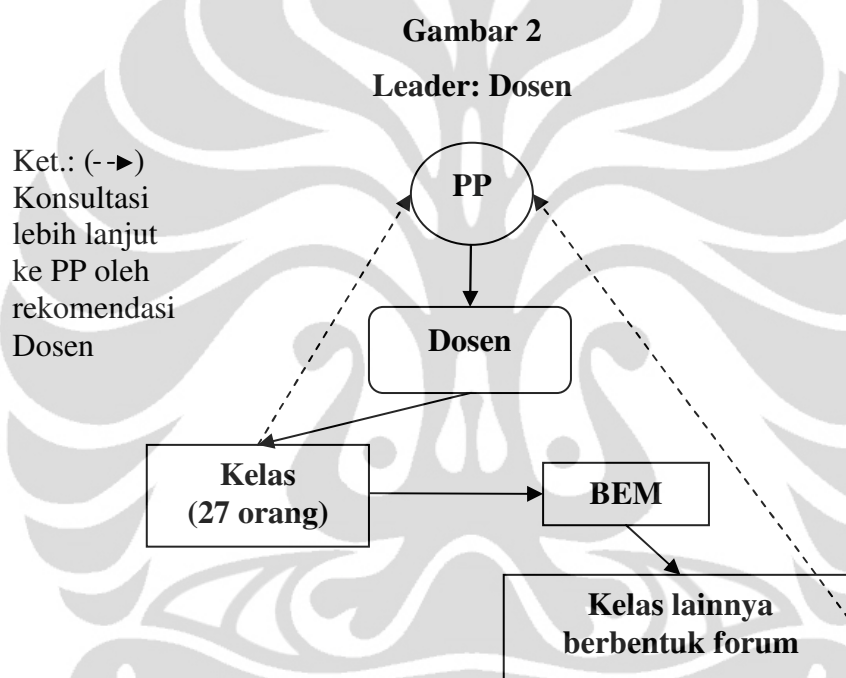 Gambar 2
Leader: Dosen
Ket.: (-->)
Konsultasi
lebih lanjut
ke PP oleh
rekomendasi
Dosen
PP
Dosen
Kelas
(27 orang)
BEM
Kelas lainnya
berbentuk forum